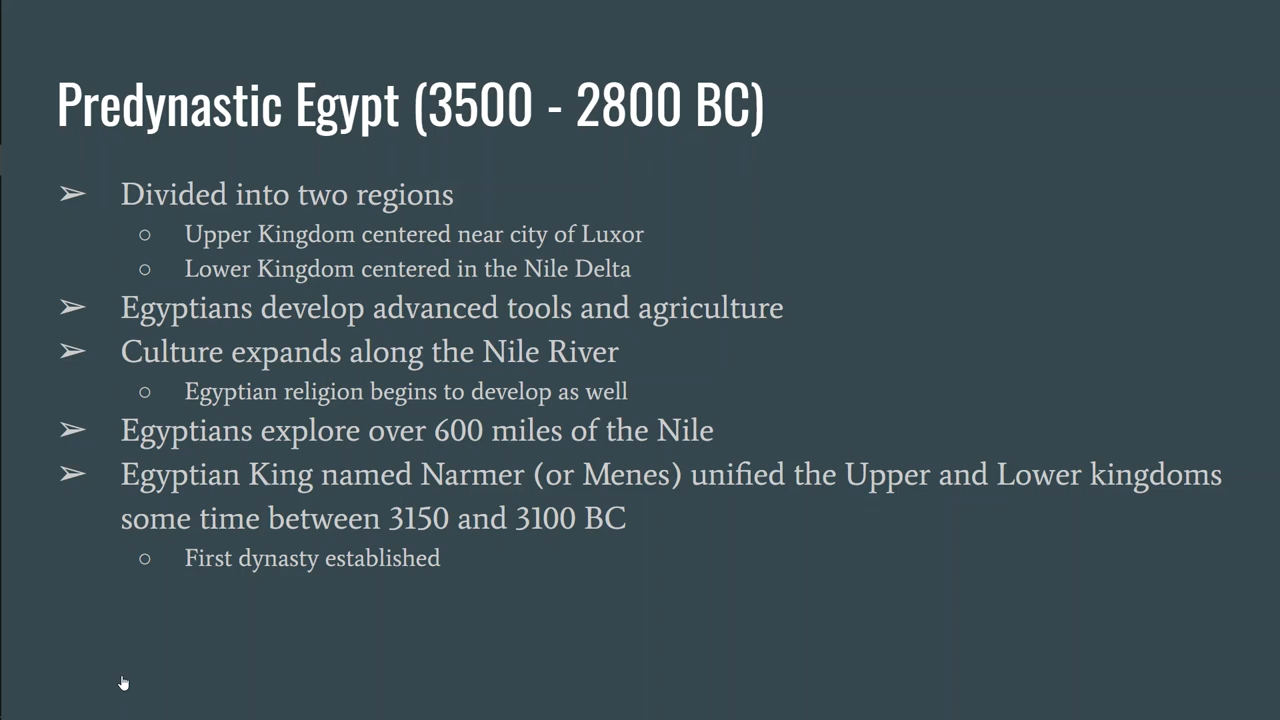 Predynastic Egypt (3500 - 2800 BC)
➢ Divided into two regions
○ Upper Kingdom centered near city of Luxor
○ Lower Kingdom centered in the Nile Delta
➢ Egyptians develop advanced tools and agriculture
➢ Culture expands along the Nile River
○ Egyptian religion begins to develop as well
➢ Egyptians explore over 600 miles of the Nile
➢ Egyptian King named Narmer (or Menes) unified the Upper and Lower kingdoms
some time between 3150 and 3100 BC
○ First dynasty established